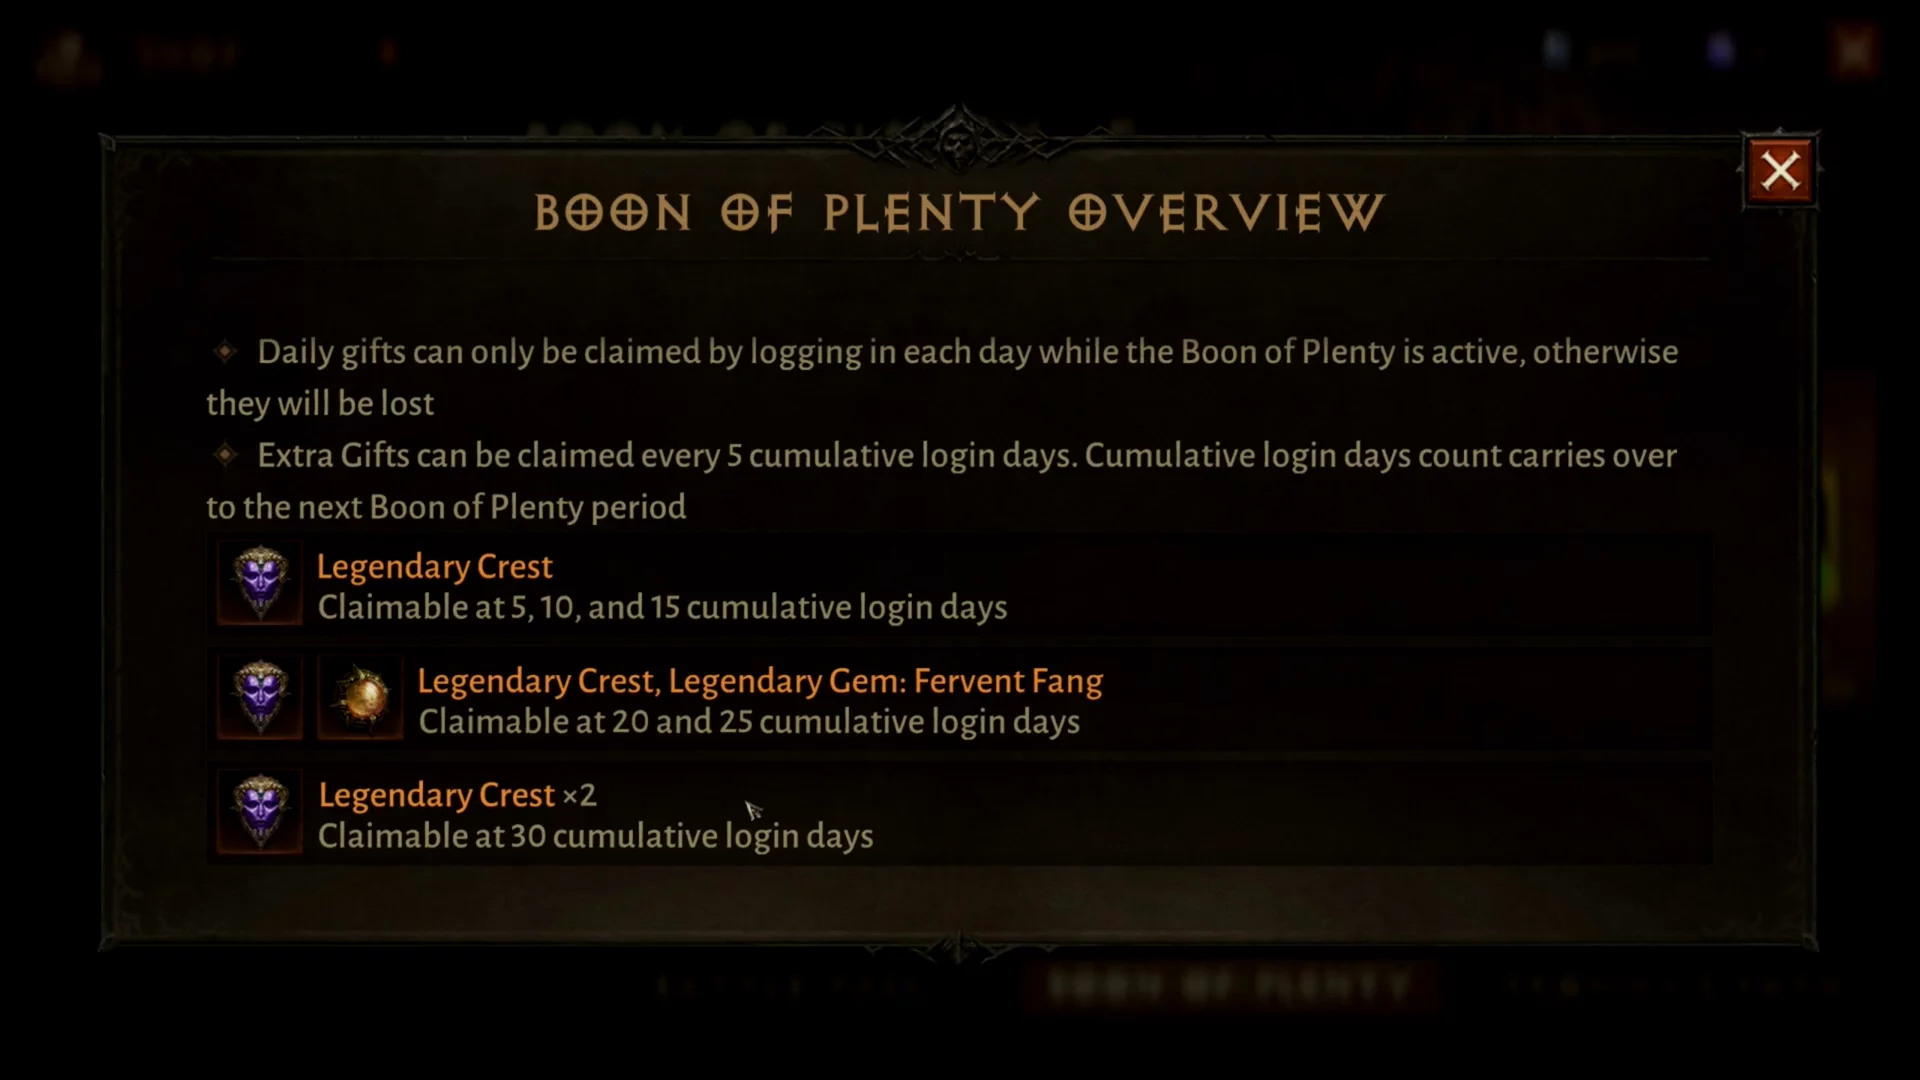 BOON OF PLENTY OVERVIEW
Daily gifts can only be claimed by logging in each day while the Boon of Plenty is active, otherwise
they will be lost
Extra Gifts can be claimed every 5 cumulative login days. Cumulative login days count carries over
to the next Boon of Plenty period
Legendary Crest
Claimable at 5, 10, and 15 cumulative login days
Legendary Crest, Legendary Gem: Fervent Fang
Claimable at 20 and 25 cumulative login days
Legendary Crest ×2
Claimable at 30 cumulative login days
BOON OF PLENTY